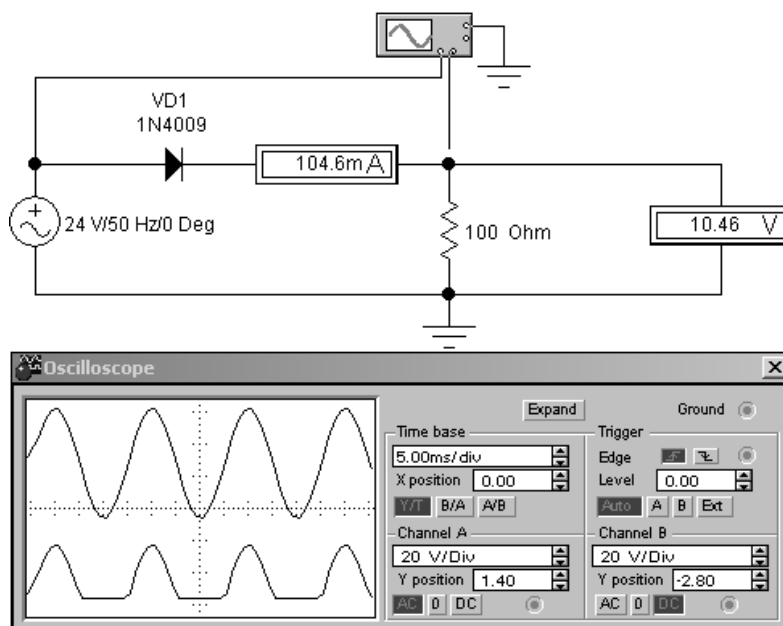 VD1
1N4009
104.6m A
24 V/50 Hz/0 Deg
100 Ohm
10.46 V
Oscilloscope
Expand
Ground
Time base
5.00ms/div
X position 0.00
Y/T B/A A/B
Trigger
Edge
Level 0.00
Auto A B Ext
Channel A
20 V/Div
Y position 1.40
AC 0 DC
Channel B
20 V/Div
Y position -2.80
AC 0 DC